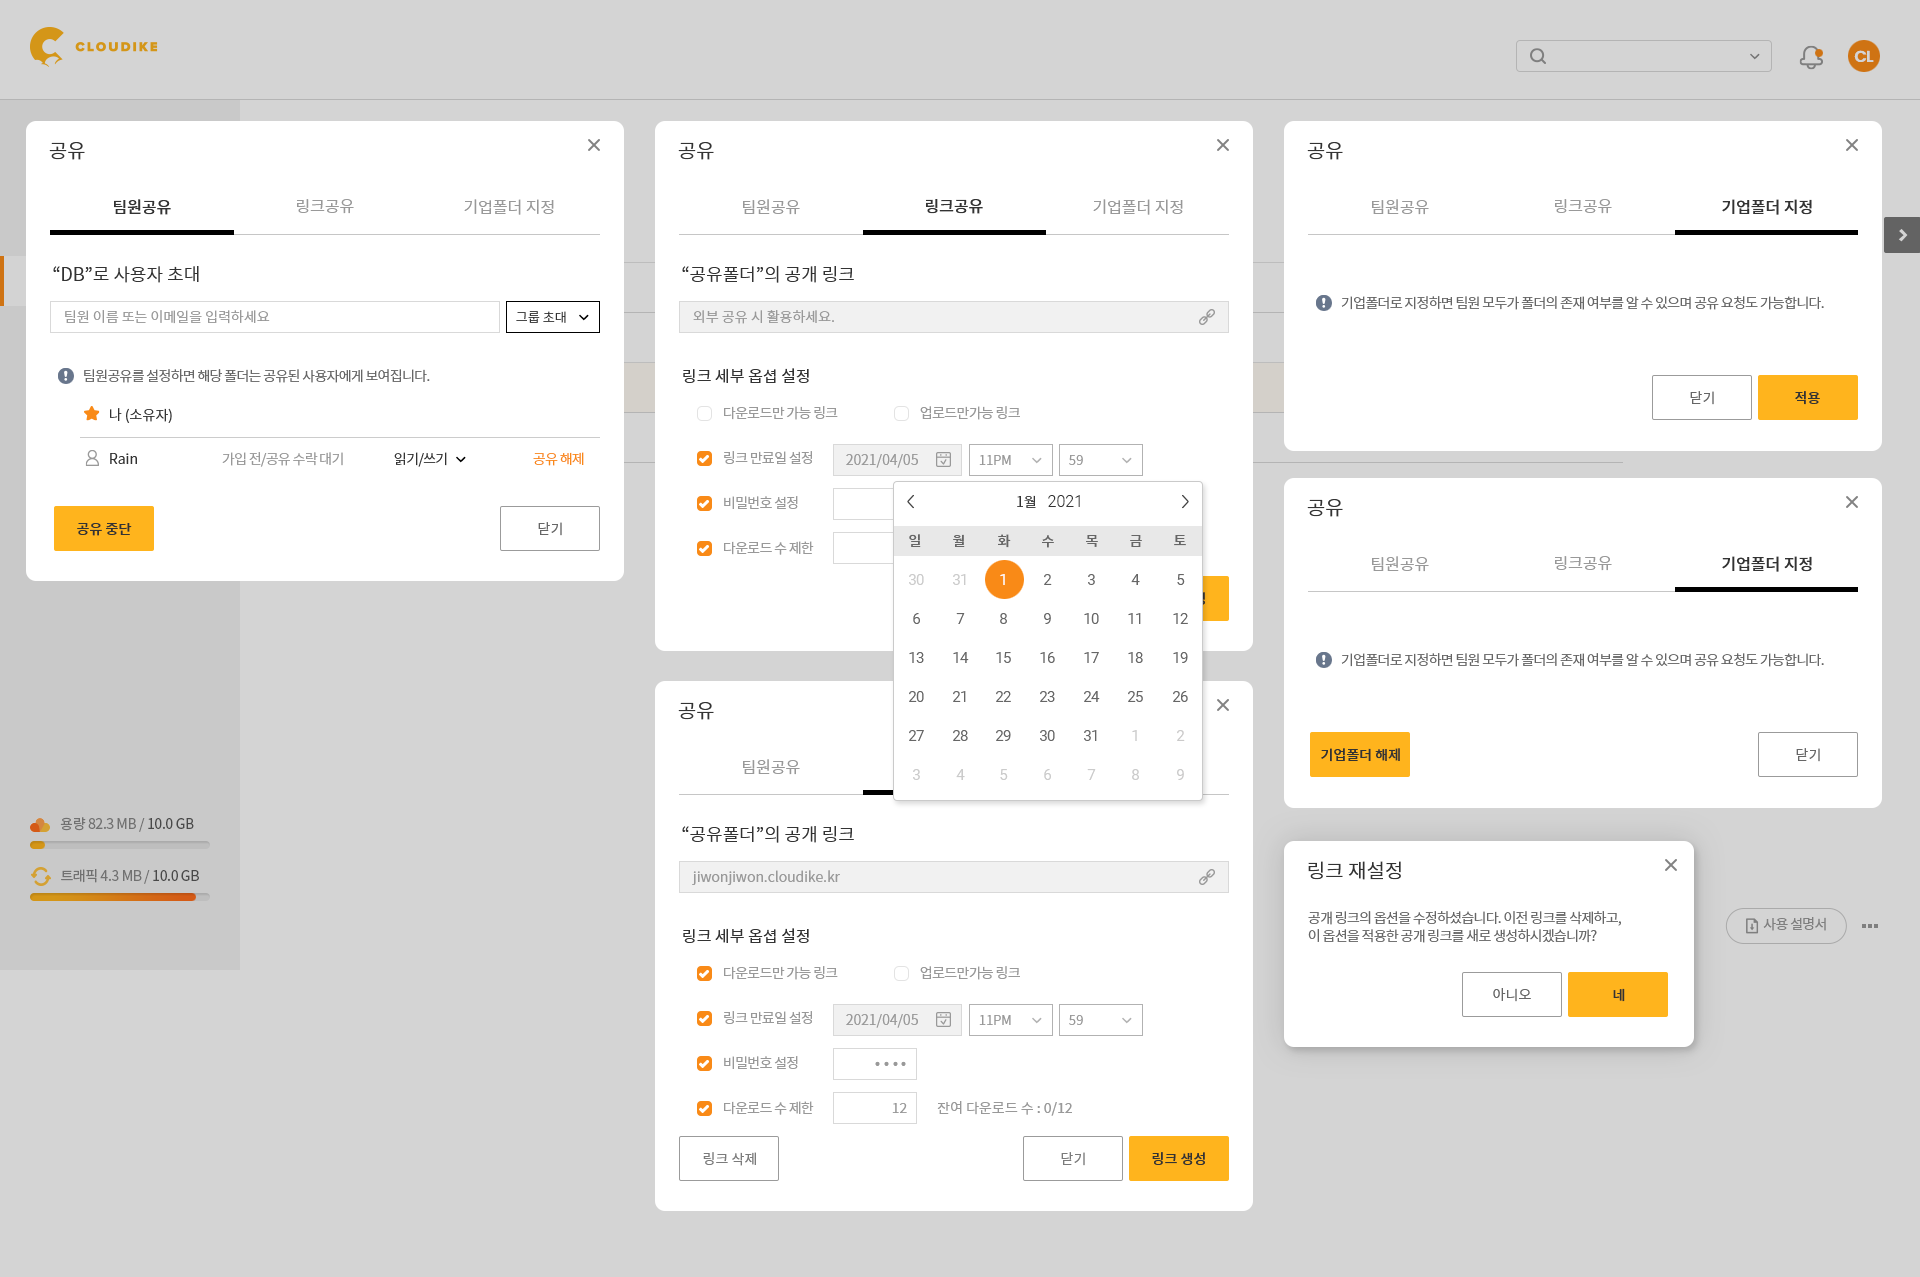 CLOUDIKE
CL
공유
팀원공유
링크공유
기업폴더 지정
“DB”로 사용자 초대
팀원 이름 또는 이메일을 입력하세요
그룹 초대
팀원공유를 설정하면 해당 폴더는 공유된 사용자에게 보여집니다.
나 (소유자)
Rain
가입 전/공유 수락 대기
읽기/쓰기
공유 해제
공유 중단
닫기
용량 82.3 MB / 10.0 GB
트래픽 4.3 MB / 10.0 GB
공유
팀원공유
링크공유
기업폴더 지정
“공유폴더”의 공개 링크
외부 공유 시 활용하세요.
링크 세부 옵션 설정
다운로드만 가능 링크
업로드만가능 링크
링크 만료일 설정
2021/04/05
11PM
59
비밀번호 설정
다운로드 수 제한
1월 2021
일 월 화 수 목 금 토
30 31 1 2 3 4 5
6 7 8 9 10 11 12
13 14 15 16 17 18 19
20 21 22 23 24 25 26
27 28 29 30 31 1 2
3 4 5 6 7 8 9
공유
팀원공유
“공유폴더”의 공개 링크
jiwonjiwon.cloudike.kr
링크 세부 옵션 설정
다운로드만 가능 링크
업로드만가능 링크
링크 만료일 설정
2021/04/05
11PM
59
비밀번호 설정
••••
다운로드 수 제한
12
잔여 다운로드 수 : 0/12
링크 삭제
닫기
링크 생성
공유
팀원공유
링크공유
기업폴더 지정
기업폴더로 지정하면 팀원 모두가 폴더의 존재 여부를 알 수 있으며 공유 요청도 가능합니다.
닫기
적용
공유
팀원공유
링크공유
기업폴더 지정
기업폴더로 지정하면 팀원 모두가 폴더의 존재 여부를 알 수 있으며 공유 요청도 가능합니다.
기업폴더 해제
닫기
링크 재설정
공개 링크의 옵션을 수정하셨습니다. 이전 링크를 삭제하고,
이 옵션을 적용한 공개 링크를 새로 생성하시겠습니까?
아니오
네
사용 설명서